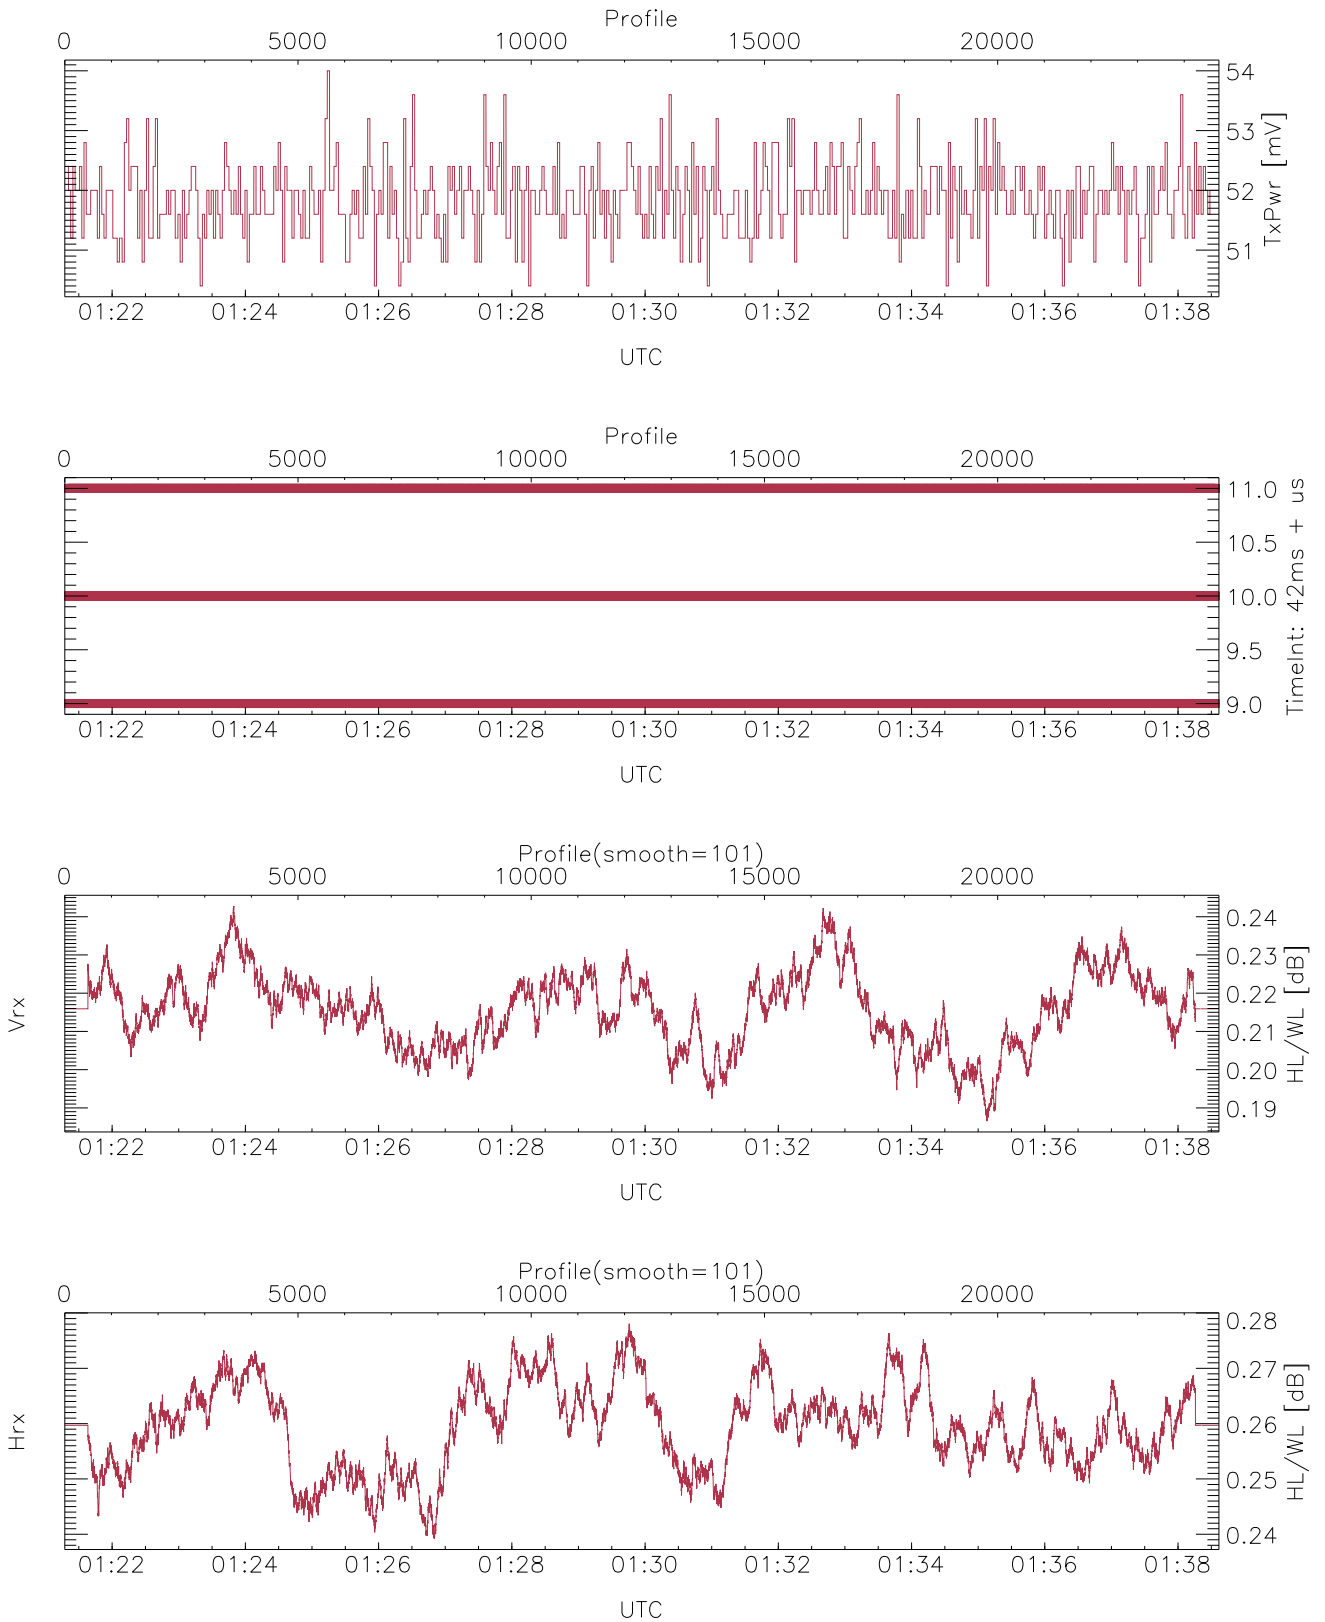 Profile
0 5000 10000 15000 20000
54
53
52
51
TxPwr [mV]
01:22 01:24 01:26 01:28 01:30 01:32 01:34 01:36 01:38
UTC
Profile
0 5000 10000 15000 20000
11.0
10.5
10.0
9.5
9.0
TimeInt: 42ms + us
01:22 01:24 01:26 01:28 01:30 01:32 01:34 01:36 01:38
UTC
Profile(smooth=101)
0 5000 10000 15000 20000
Vrx
0.24
0.23
0.22
0.21
0.20
0.19
HL/WL [dB]
01:22 01:24 01:26 01:28 01:30 01:32 01:34 01:36 01:38
UTC
Profile(smooth=101)
0 5000 10000 15000 20000
Hrx
0.28
0.27
0.26
0.25
0.24
HL/WL [dB]
01:22 01:24 01:26 01:28 01:30 01:32 01:34 01:36 01:38
UTC